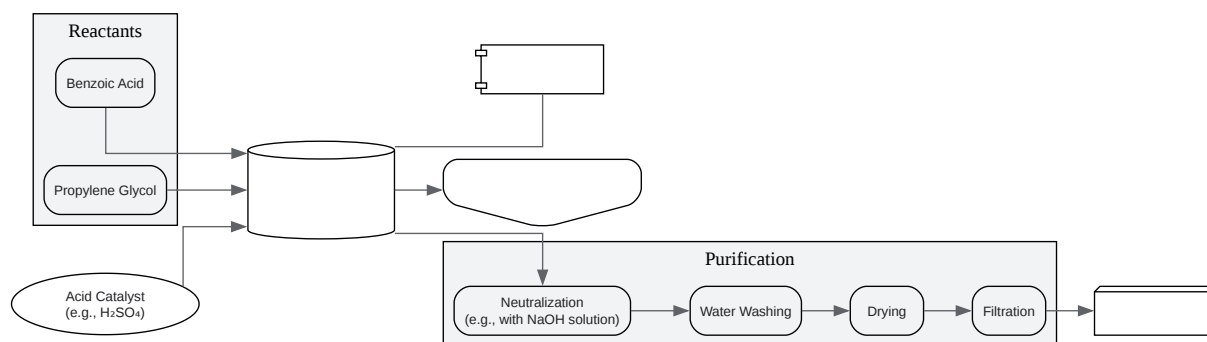 Reactants
Benzoic Acid
Propylene Glycol
Acid Catalyst
(e.g., H₂SO₄)
Purification
Neutralization
(e.g., with NaOH solution)
Water Washing
Drying
Filtration